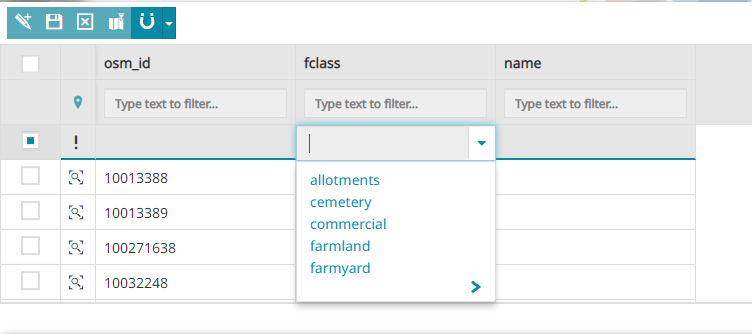 osm_id fclass name
Type text to filter... Type text to filter... Type text to filter...
!
10013388
allotments
cemetery
10013389
commercial
farmland
100271638
farmyard
10032248